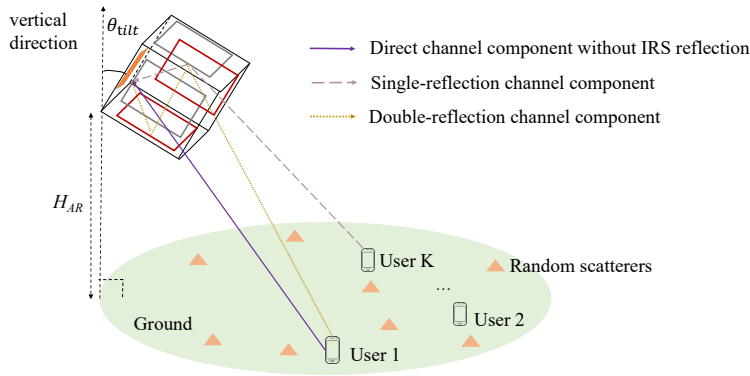 vertical
direction
θtilt
Direct channel component without IRS reflection
Single-reflection channel component
Double-reflection channel component
H_AR
User K
Random scatterers
...
User 2
Ground
User 1